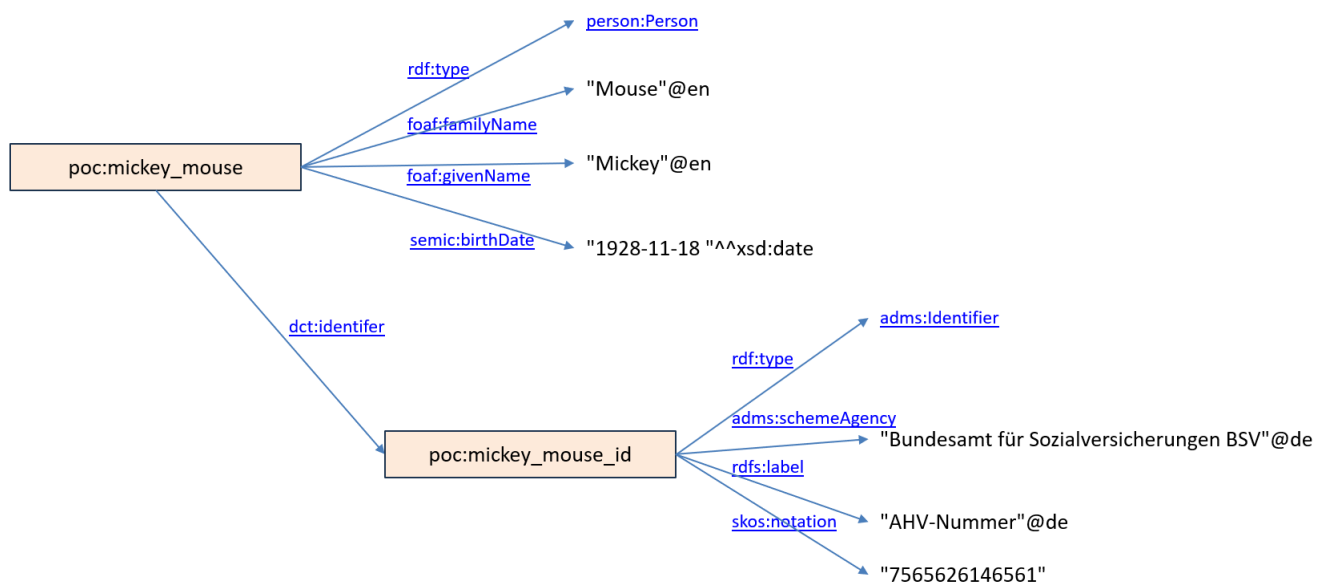 person:Person
rdf:type
"Mouse"@en
foaf:familyName
poc:mickey_mouse
"Mickey"@en
foaf:givenName
semic:birthDate
"1928-11-18 "^^xsd:date
dct:identifer
adms:Identifier
rdf:type
adms:schemeAgency
"Bundesamt für Sozialversicherungen BSV"@de
poc:mickey_mouse_id
rdfs:label
skos:notation
"AHV-Nummer"@de
"7565626146561"